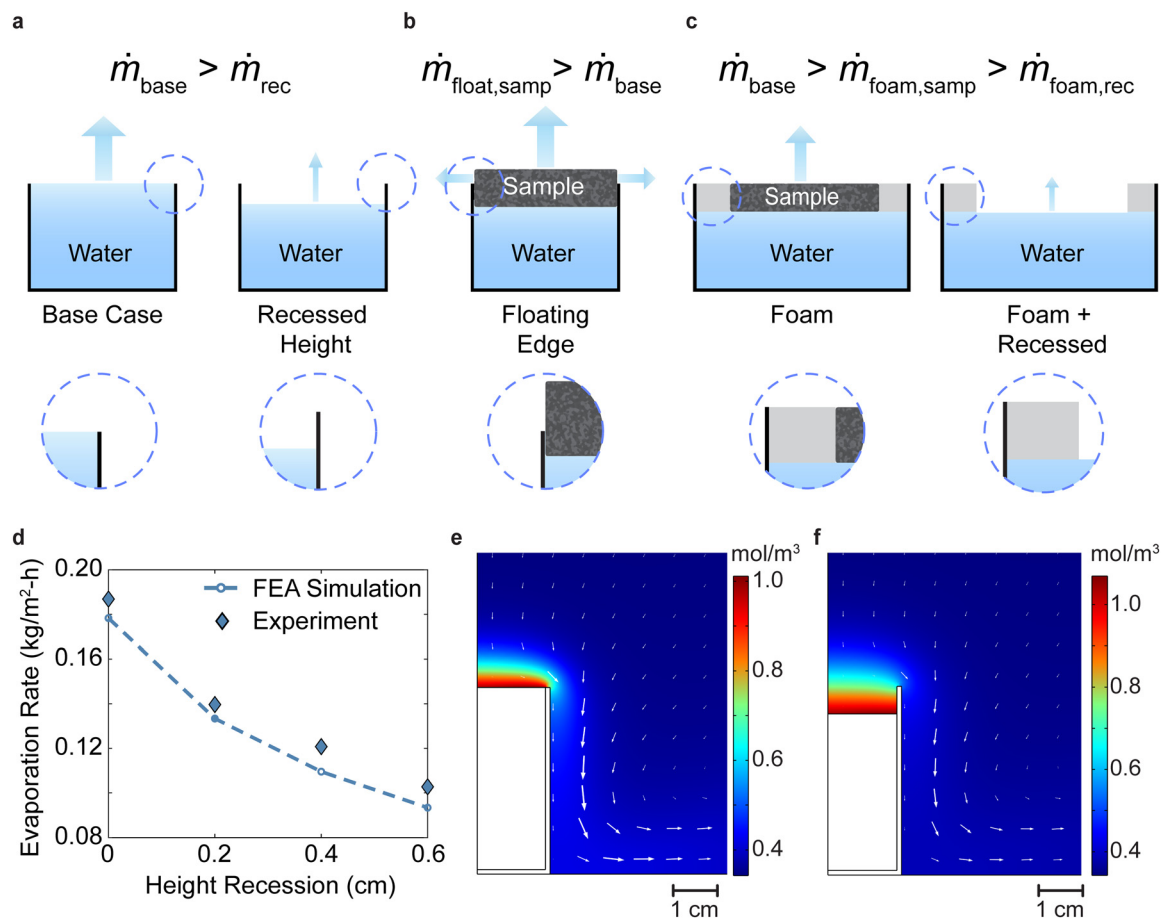 a
ṁbase > ṁrec
Water
Base Case
Water
Recessed
Height
b
ṁfloat,samp > ṁbase
Sample
Water
Floating
Edge
c
ṁbase > ṁfoam,samp > ṁfoam,rec
Sample
Water
Foam
Water
Foam +
Recessed
d
Evaporation Rate (kg/m²-h)
0.20
0.16
0.12
0.08
FEA Simulation
Experiment
0
0.2
0.4
0.6
Height Recession (cm)
e
mol/m³
1.0
0.8
0.6
0.4
1 cm
f
mol/m³
1.0
0.8
0.6
0.4
1 cm